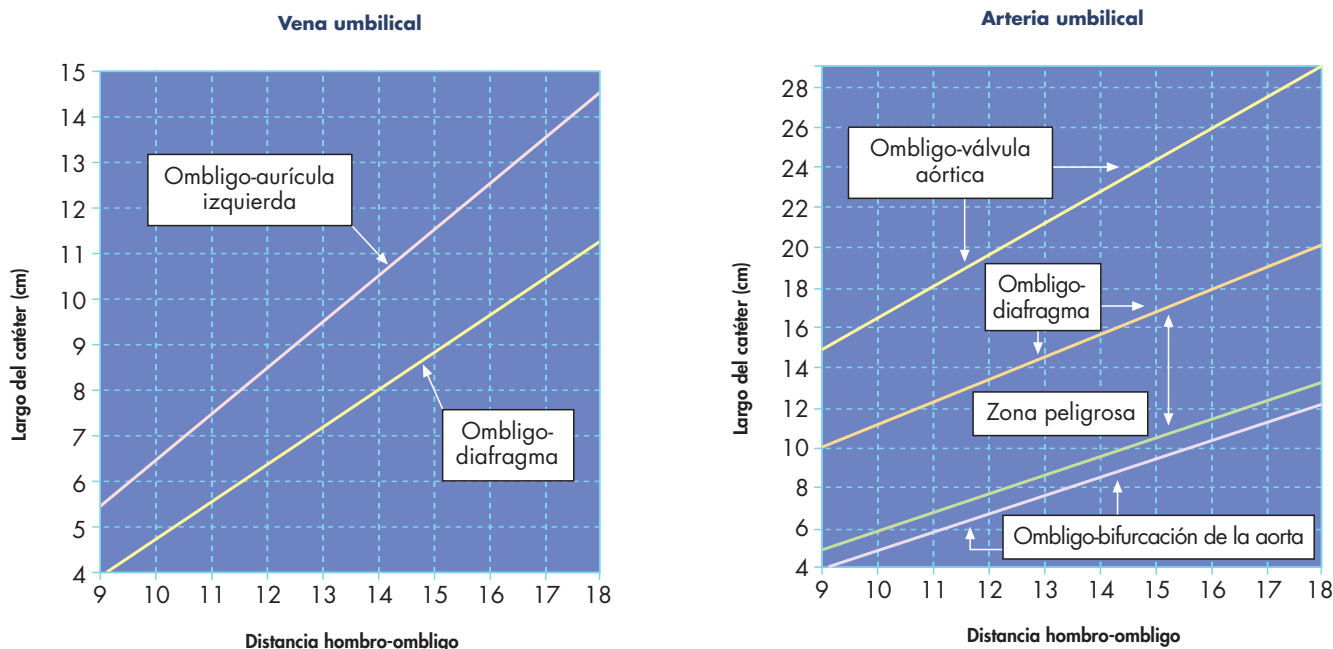 Vena umbilical
15
14
13
12
11
10
9
8
7
6
5
4
Largo del catéter (cm)
Ombligo-aurícula
izquierda
Ombligo-
diafragma
9 10 11 12 13 14 15 16 17 18
Distancia hombro-ombligo
Arteria umbilical
28
26
24
22
20
18
16
14
12
10
8
6
4
Largo del catéter (cm)
Ombligo-válvula
aórtica
Ombligo-
diafragma
Zona peligrosa
Ombligo-bifurcación de la aorta
9 10 11 12 13 14 15 16 17 18
Distancia hombro-ombligo